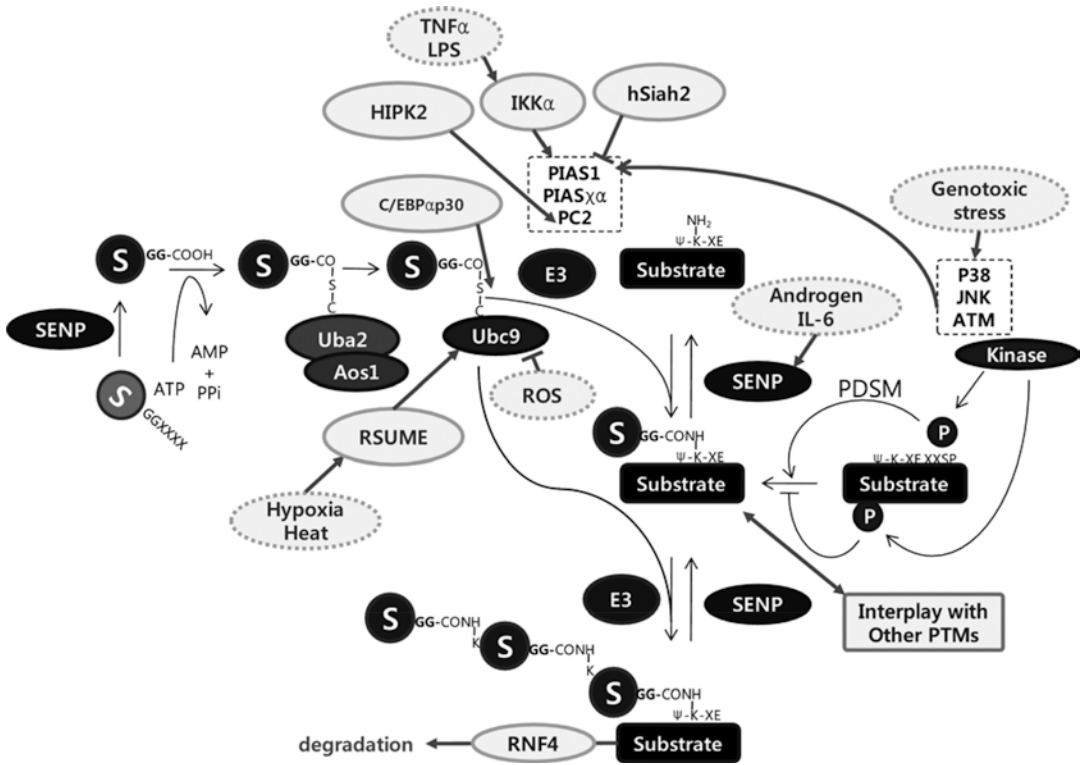 TNFα
LPS
HIPK2
IKKα
hSiah2
PIAS1
PIASχα
PC2
C/EBPαp30
Genotoxic
stress
NH2
Ψ-K-XE
Substrate
E3
S
GG-COOH
S
GG-CO
S
C
S
GG-CO
S
C
P38
JNK
ATM
Kinase
Androgen
IL-6
SENP
SENP
Uba2
Aos1
Ubc9
ROS
S
GGXXXX
ATP
AMP
+
PPi
RSUME
Hypoxia
Heat
PDSM
P
Ψ-K-XE XXSP
Substrate
P
S
GG-CONH
Ψ-K-XE
Substrate
E3
SENP
Interplay with
Other PTMs
S
GG-CONH
K
S
GG-CONH
K
S
GG-CONH
Ψ-K-XE
Substrate
RNF4
degradation